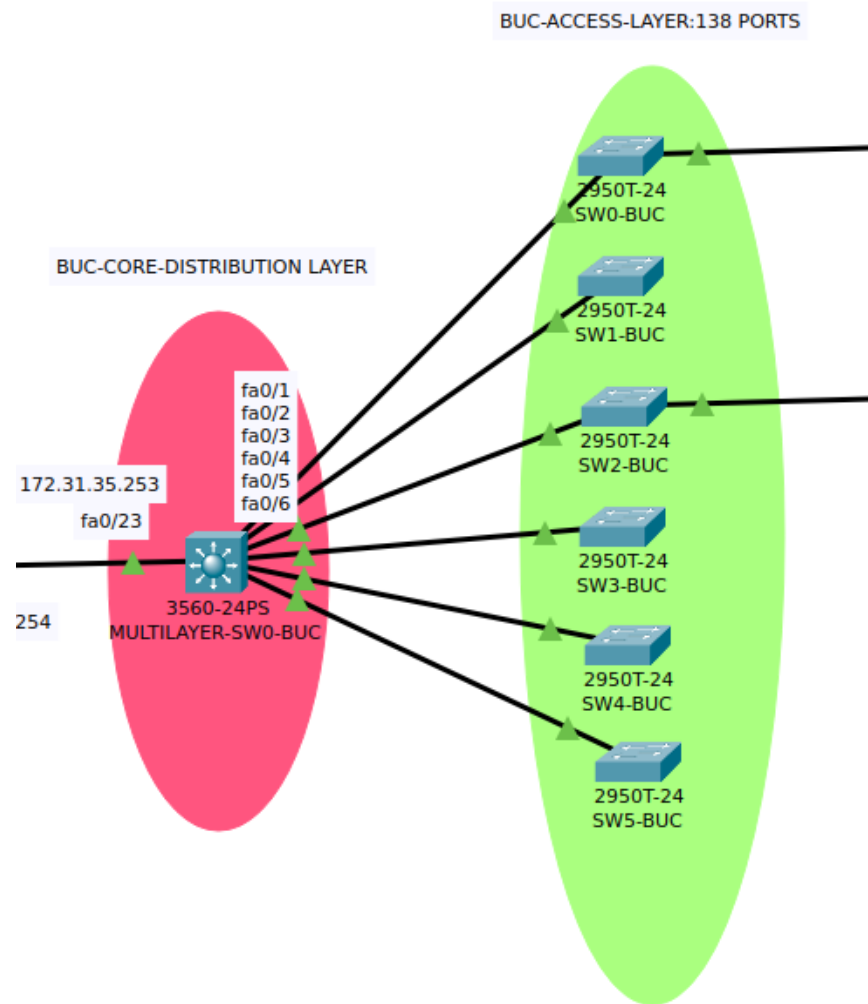 BUC-ACCESS-LAYER:138 PORTS
2950T-24
SW0-BUC
BUC-CORE-DISTRIBUTION LAYER
2950T-24
SW1-BUC
fa0/1
fa0/2
fa0/3
fa0/4
fa0/5
fa0/6
2950T-24
SW2-BUC
172.31.35.253
fa0/23
2950T-24
SW3-BUC
3560-24PS
MULTILAYER-SW0-BUC
254
2950T-24
SW4-BUC
2950T-24
SW5-BUC